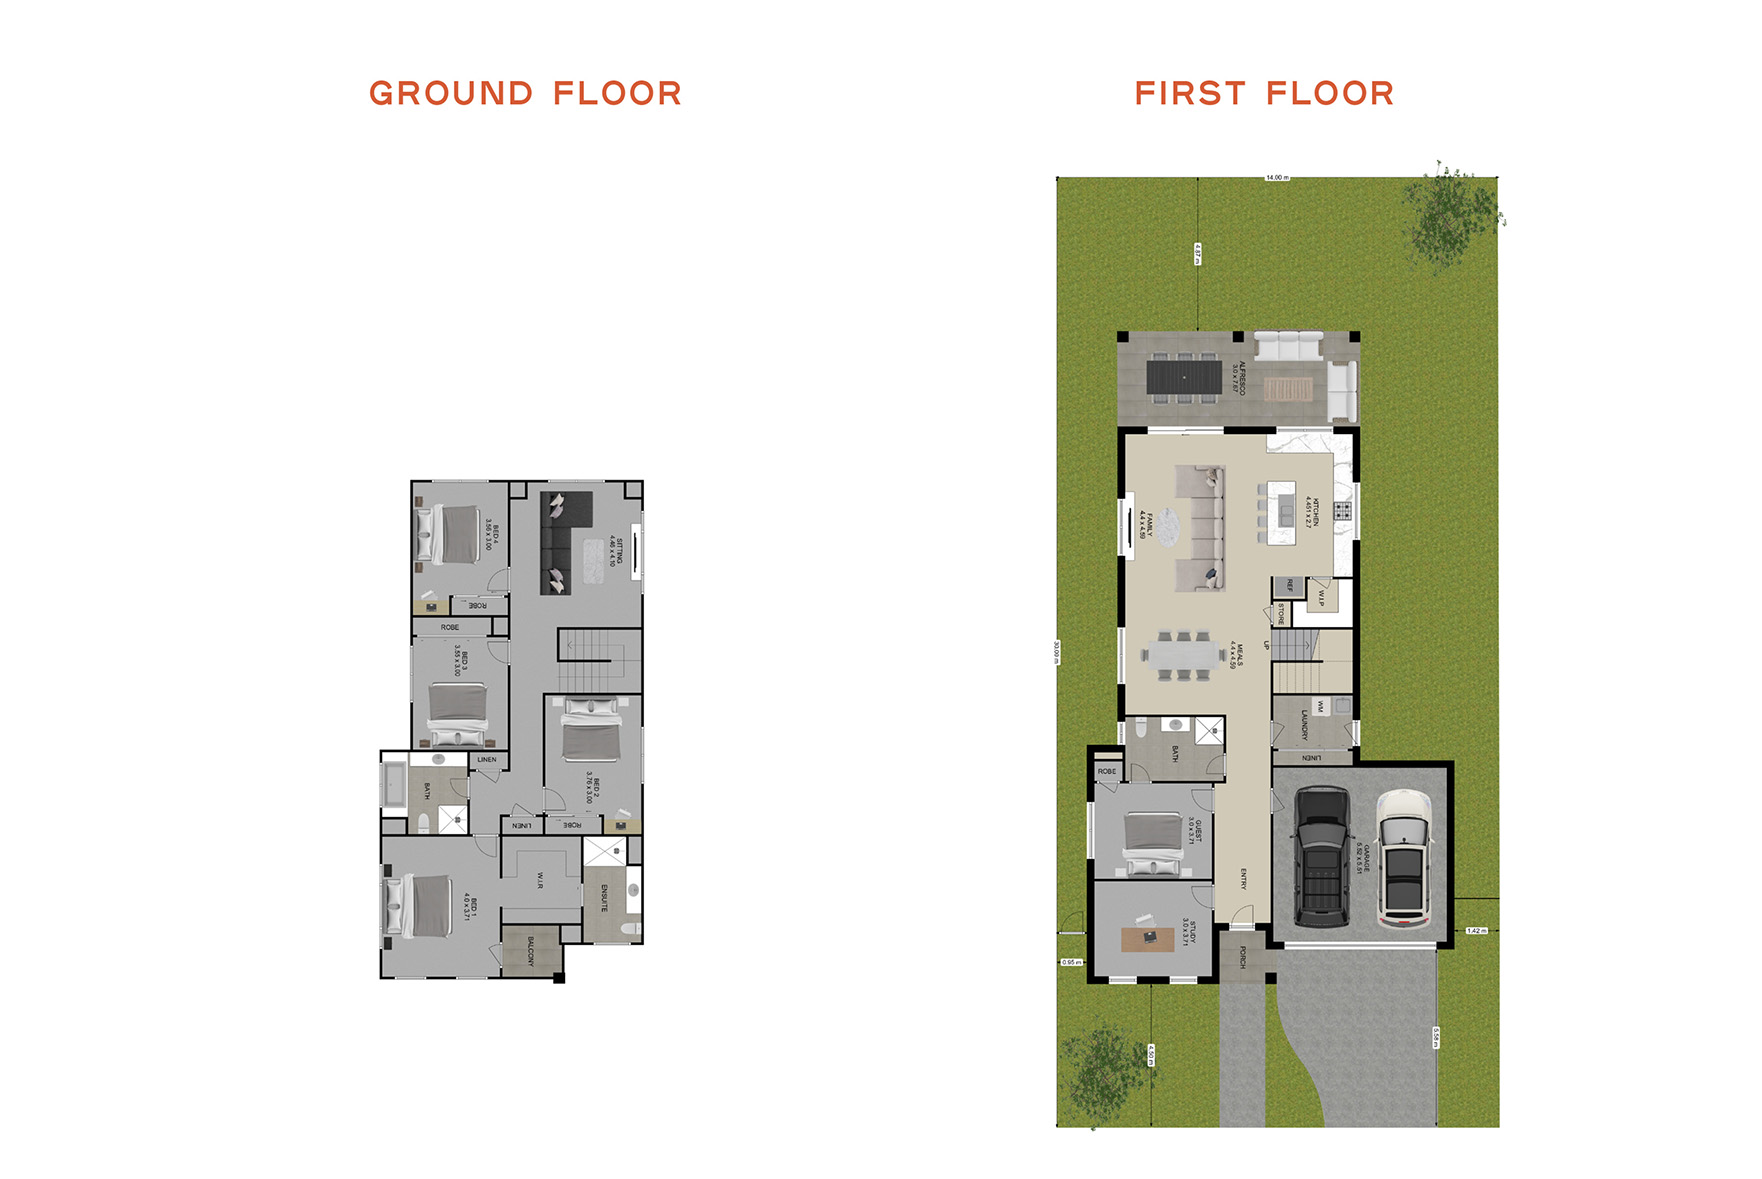 GROUND FLOOR
BED 4
3.56 x 3.00
SITTING
4.46 x 4.10
ROBE
ROBE
BED 3
3.55 x 3.00
LINEN
BATH
BED 2
3.76 x 3.00
LINEN
ROBE
BED 1
4.0 x 3.71
W.I.R
ENSUITE
BALCONY
FIRST FLOOR
14.00 m
4.87 m
ALFRESCO
3.0 x 7.87
KITCHEN
4.451 x 2.7
FAMILY
4.4 x 4.59
REF
W.I.P
STORE
UP
MEALS
4.4 x 4.59
30.00 m
WM
LAUNDRY
LINEN
BATH
ROBE
GUEST
3.0 x 3.71
GARAGE
5.52 x 5.51
ENTRY
STUDY
3.0 x 3.71
PORCH
1.42 m
0.95 m
4.50 m
5.58 m